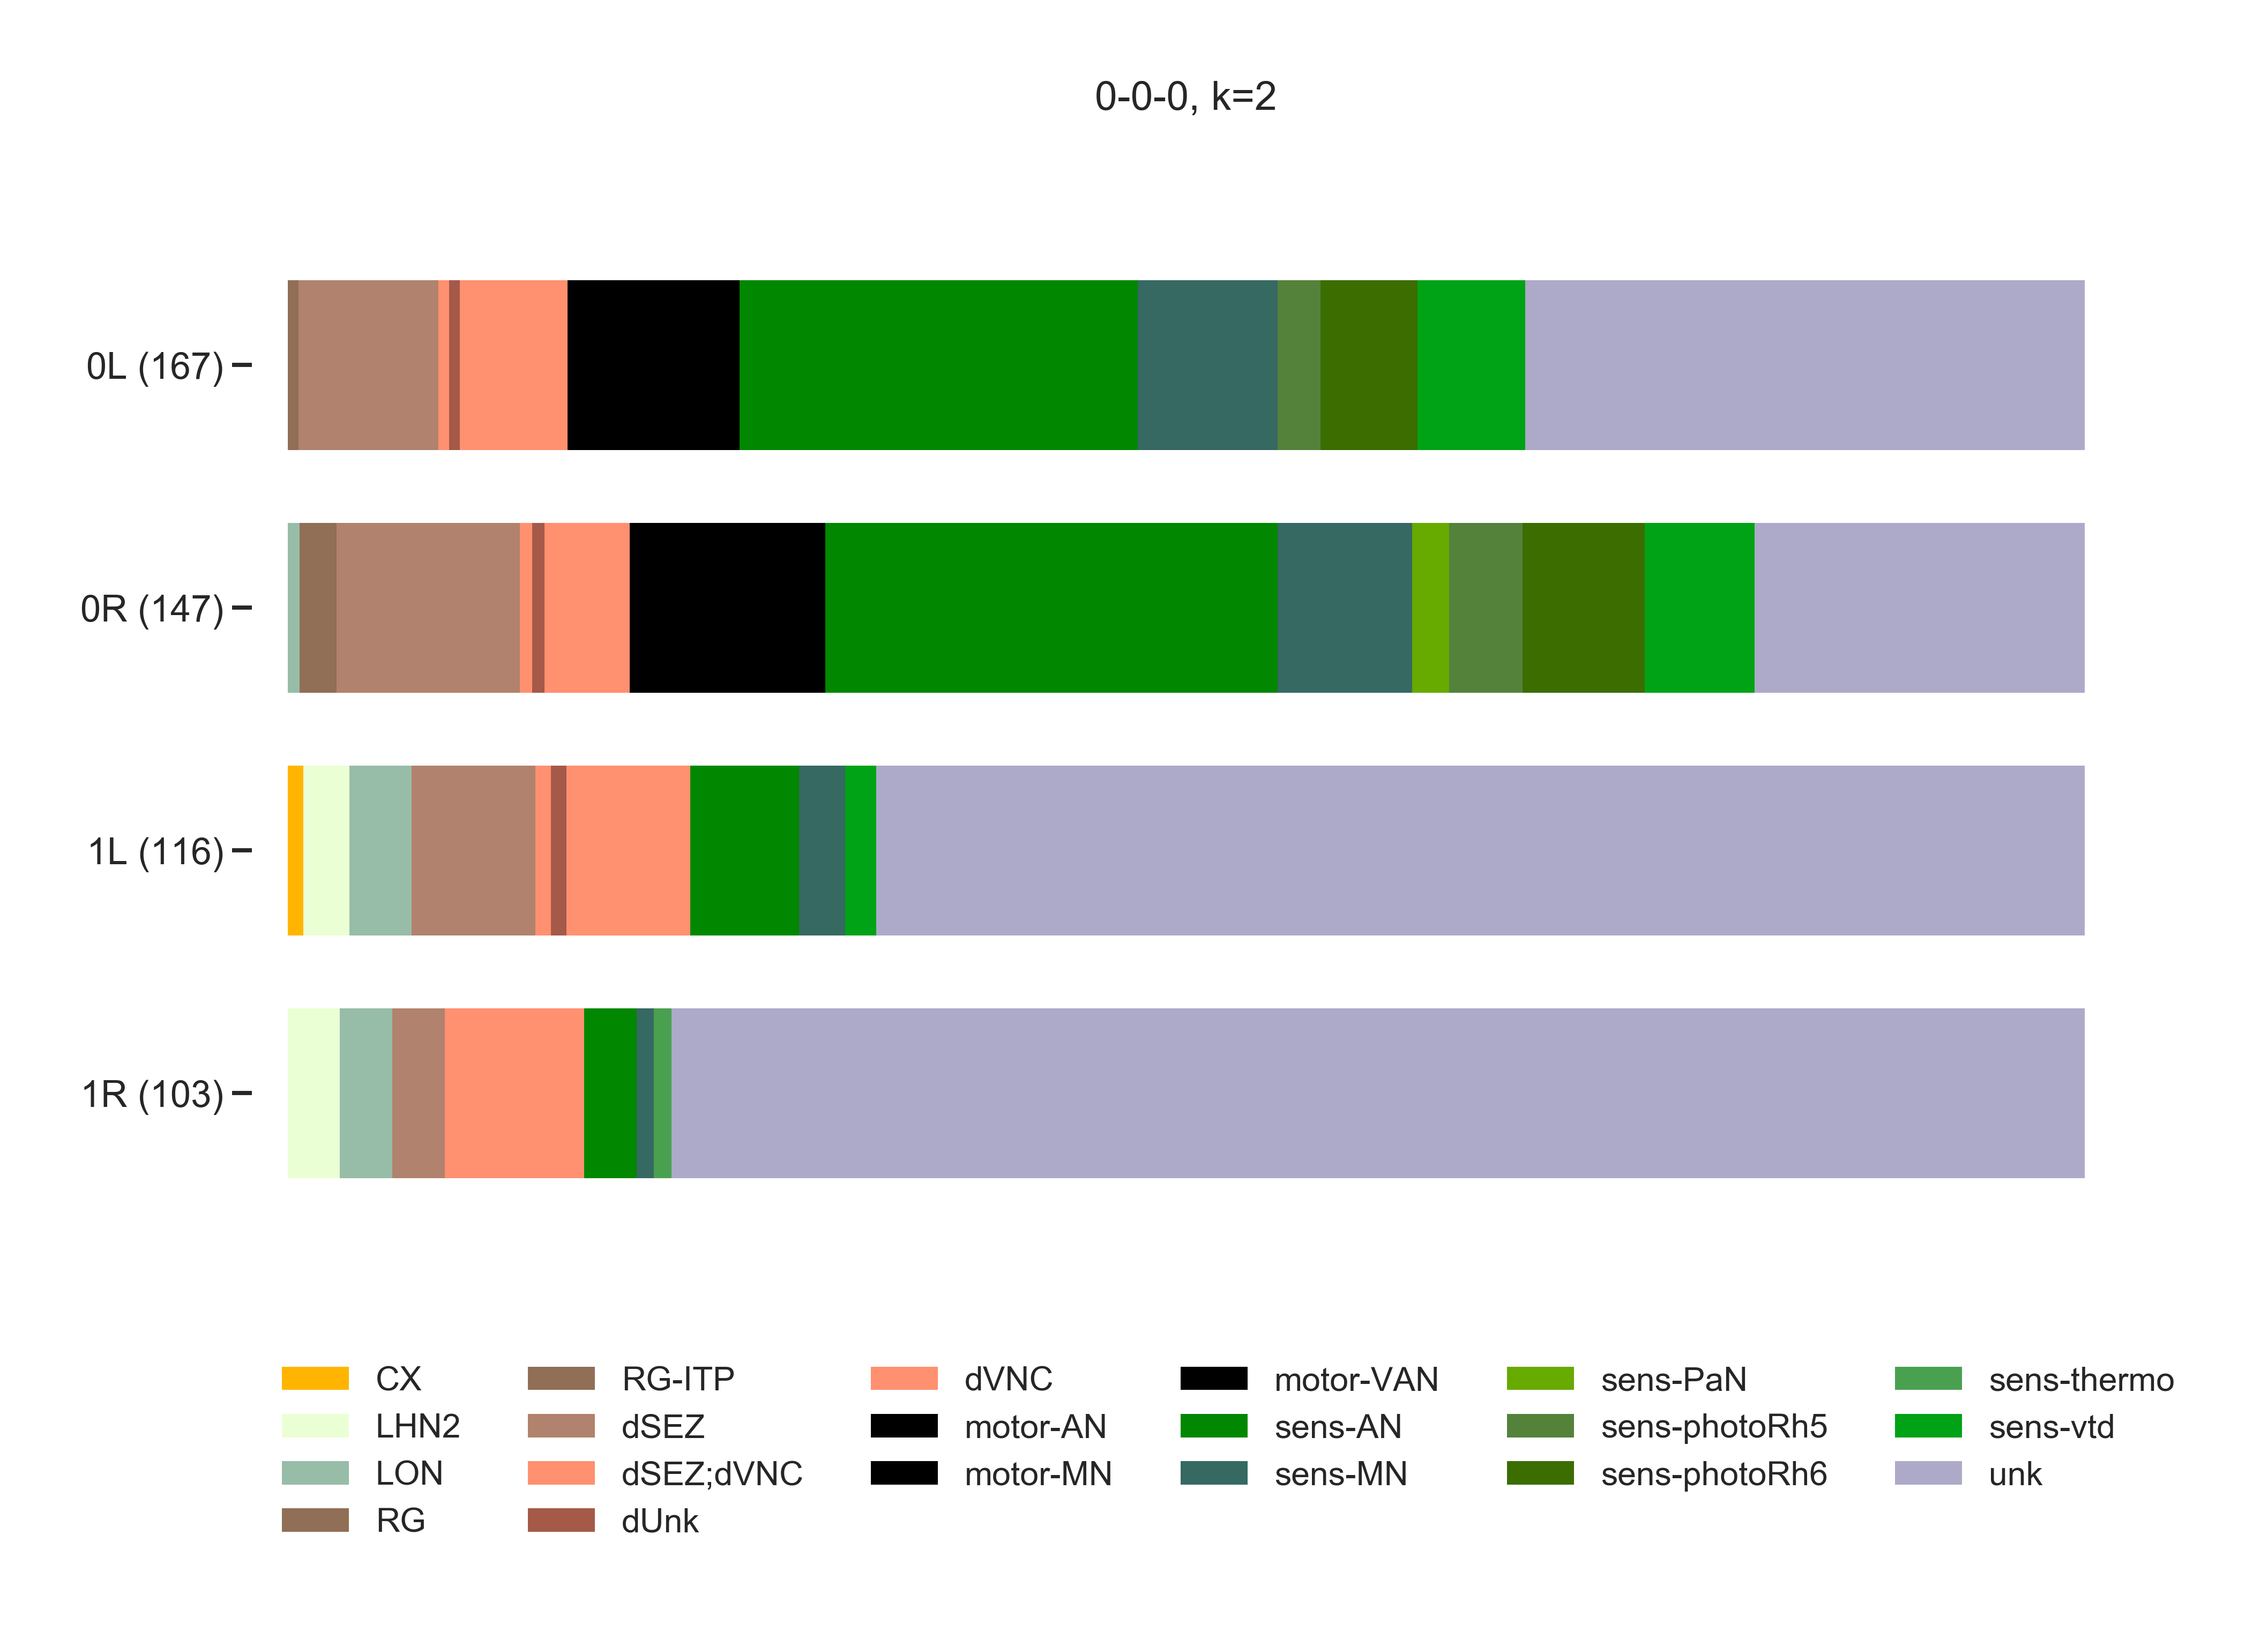 0-0-0, k=2
0L (167)
0R (147)
1L (116)
1R (103)
CX RG-ITP dVNC motor-VAN sens-PaN sens-thermo
LHN2 dSEZ motor-AN sens-AN sens-photoRh5 sens-vtd
LON dSEZ;dVNC motor-MN sens-MN sens-photoRh6 unk
RG dUnk